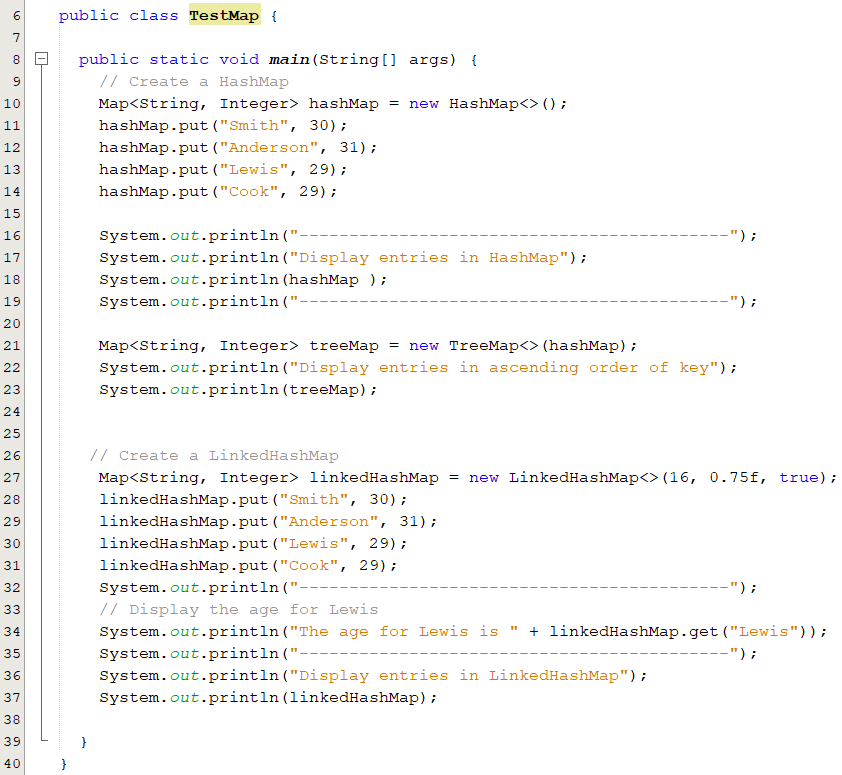 6 public class TestMap {
7
8 public static void main(String[] args) {
9 // Create a HashMap
10 Map<String, Integer> hashMap = new HashMap<>();
11 hashMap.put("Smith", 30);
12 hashMap.put("Anderson", 31);
13 hashMap.put("Lewis", 29);
14 hashMap.put("Cook", 29);
15
16 System.out.println("-------------------------------------------");
17 System.out.println("Display entries in HashMap");
18 System.out.println(hashMap );
19 System.out.println("-------------------------------------------");
20
21 Map<String, Integer> treeMap = new TreeMap<>(hashMap);
22 System.out.println("Display entries in ascending order of key");
23 System.out.println(treeMap);
24
25
26 // Create a LinkedHashMap
27 Map<String, Integer> linkedHashMap = new LinkedHashMap<>(16, 0.75f, true);
28 linkedHashMap.put("Smith", 30);
29 linkedHashMap.put("Anderson", 31);
30 linkedHashMap.put("Lewis", 29);
31 linkedHashMap.put("Cook", 29);
32 System.out.println("-------------------------------------------");
33 // Display the age for Lewis
34 System.out.println("The age for Lewis is " + linkedHashMap.get("Lewis"));
35 System.out.println("-------------------------------------------");
36 System.out.println("Display entries in LinkedHashMap");
37 System.out.println(linkedHashMap);
38
39 }
40 }